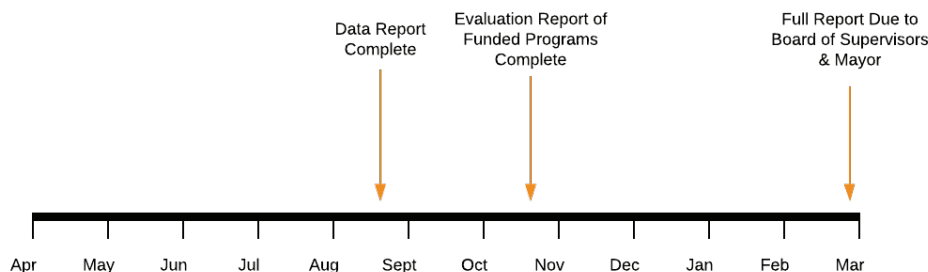 Data Report
Complete
Evaluation Report of
Funded Programs
Complete
Full Report Due to
Board of Supervisors
& Mayor
Apr May Jun Jul Aug Sept Oct Nov Dec Jan Feb Mar